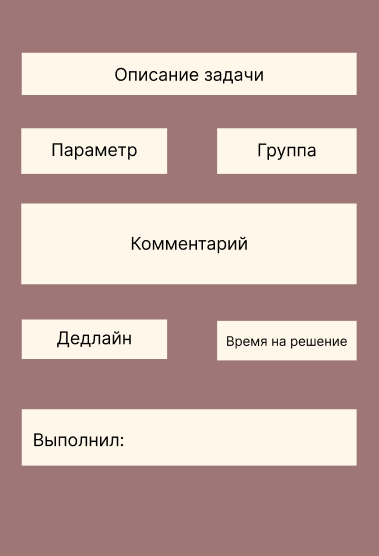 Описание задачи
Параметр
Группа
Комментарий
Дедлайн
Время на решение
Выполнил: